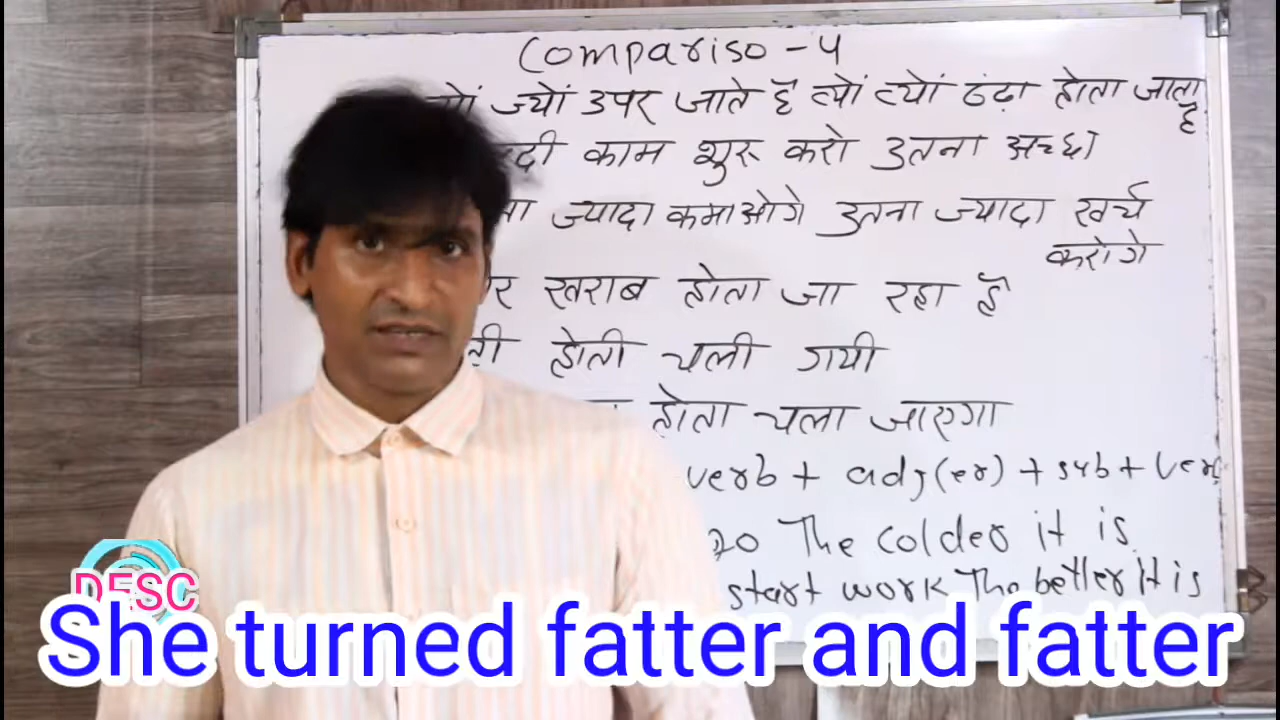 Compariso - 4
ज्यों उपर जाते है त्यों त्यों ठंढ़ा होता जाता है
काम शुरू करो उतना अच्छा
ज्यादा कमाओगे उतना ज्यादा खर्च करोगे
खराब होता जा रहा है
होती चली गयी
होता चला जाएगा
verb + adj(er) + sub + Verb
The colder it is
start work The better it is
DESC
She turned fatter and fatter